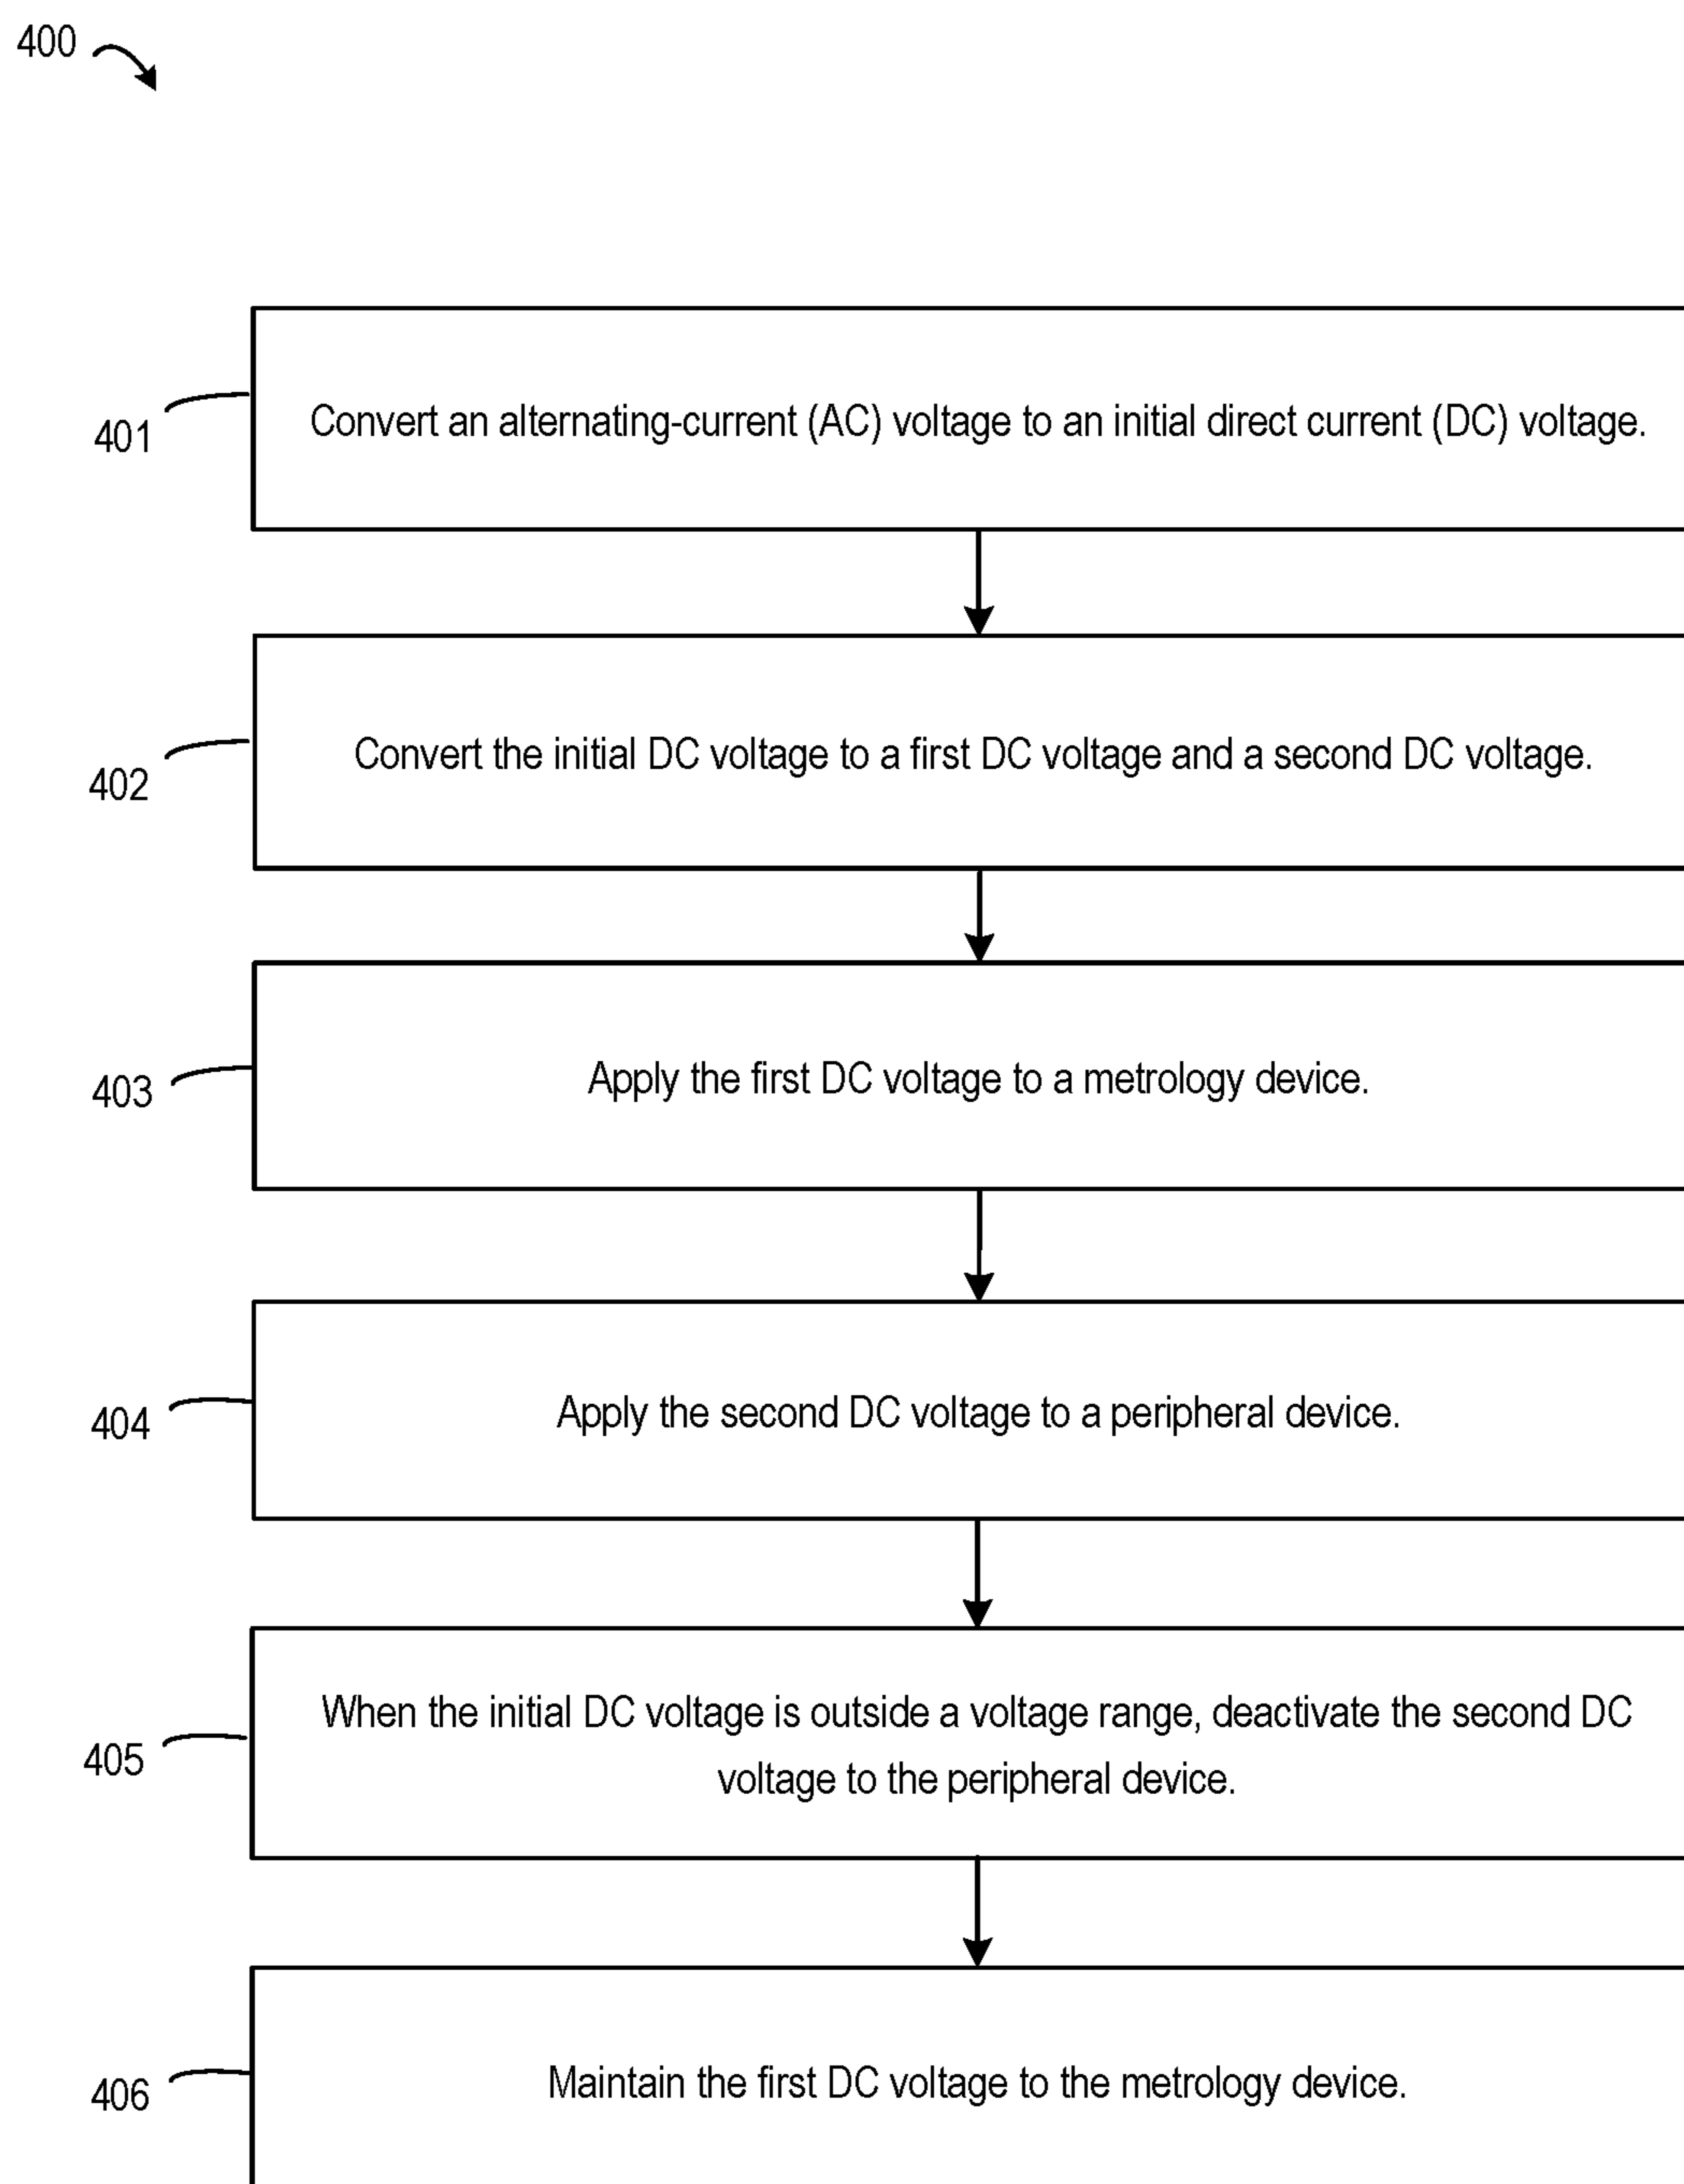 400
401
Convert an alternating-current (AC) voltage to an initial direct current (DC) voltage.
402
Convert the initial DC voltage to a first DC voltage and a second DC voltage.
403
Apply the first DC voltage to a metrology device.
404
Apply the second DC voltage to a peripheral device.
405
When the initial DC voltage is outside a voltage range, deactivate the second DC
voltage to the peripheral device.
406
Maintain the first DC voltage to the metrology device.